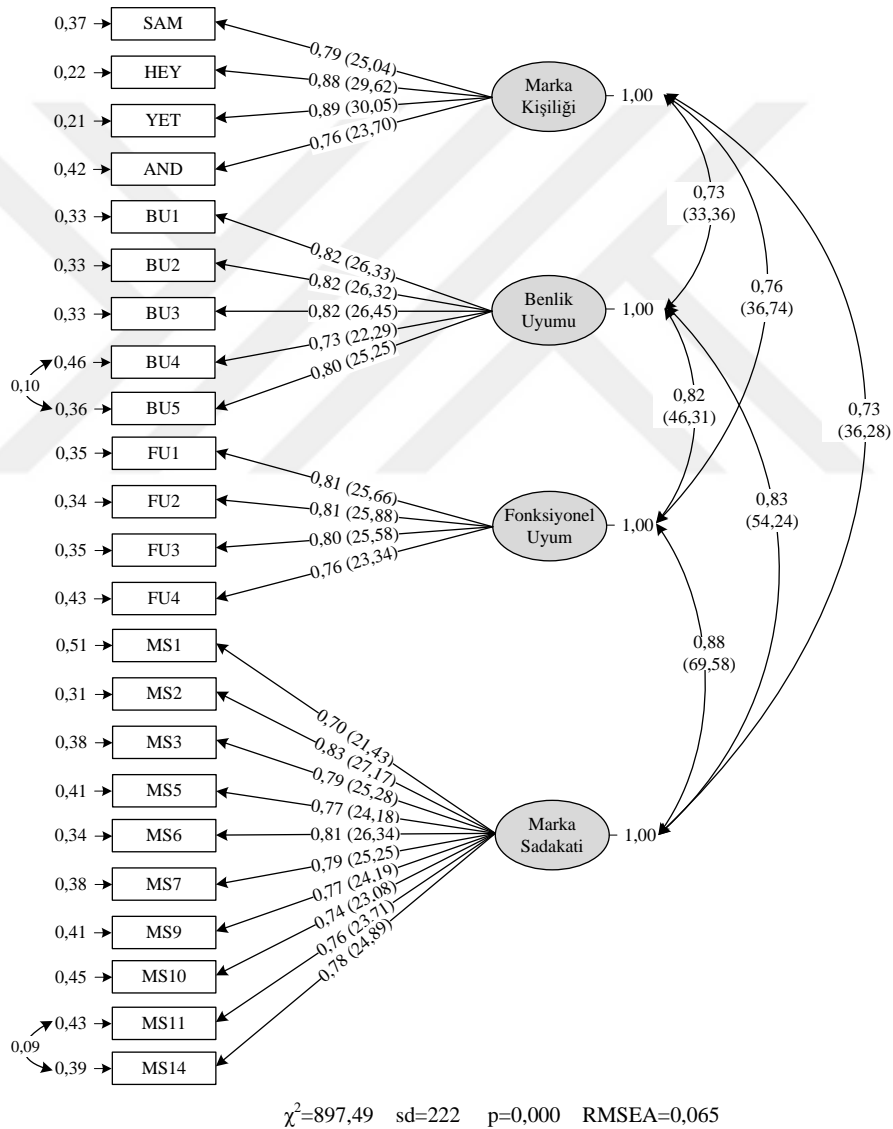 0,37 SAM
0,22 HEY
0,21 YET
0,42 AND
0,33 BU1
0,33 BU2
0,33 BU3
0,46 BU4
0,10
0,36 BU5
0,35 FU1
0,34 FU2
0,35 FU3
0,43 FU4
0,51 MS1
0,31 MS2
0,38 MS3
0,41 MS5
0,34 MS6
0,38 MS7
0,41 MS9
0,45 MS10
0,43 MS11
0,09
0,39 MS14
0,79 (25,04)
0,88 (29,62)
0,89 (30,05)
0,76 (23,70)
0,82 (26,33)
0,82 (26,32)
0,82 (26,45)
0,73 (22,29)
0,80 (25,25)
0,81 (25,66)
0,81 (25,88)
0,80 (25,58)
0,76 (23,34)
0,70 (21,43)
0,83 (27,17)
0,79 (25,28)
0,77 (24,18)
0,81 (26,34)
0,79 (25,25)
0,77 (24,19)
0,74 (23,08)
0,76 (23,71)
0,78 (24,89)
Marka
Kişiliği
1,00
Benlik
Uyumu
1,00
Fonksiyonel
Uyum
1,00
Marka
Sadakati
1,00
0,73
(33,36)
0,76
(36,74)
0,82
(46,31)
0,73
(36,28)
0,83
(54,24)
0,88
(69,58)
χ²=897,49 sd=222 p=0,000 RMSEA=0,065